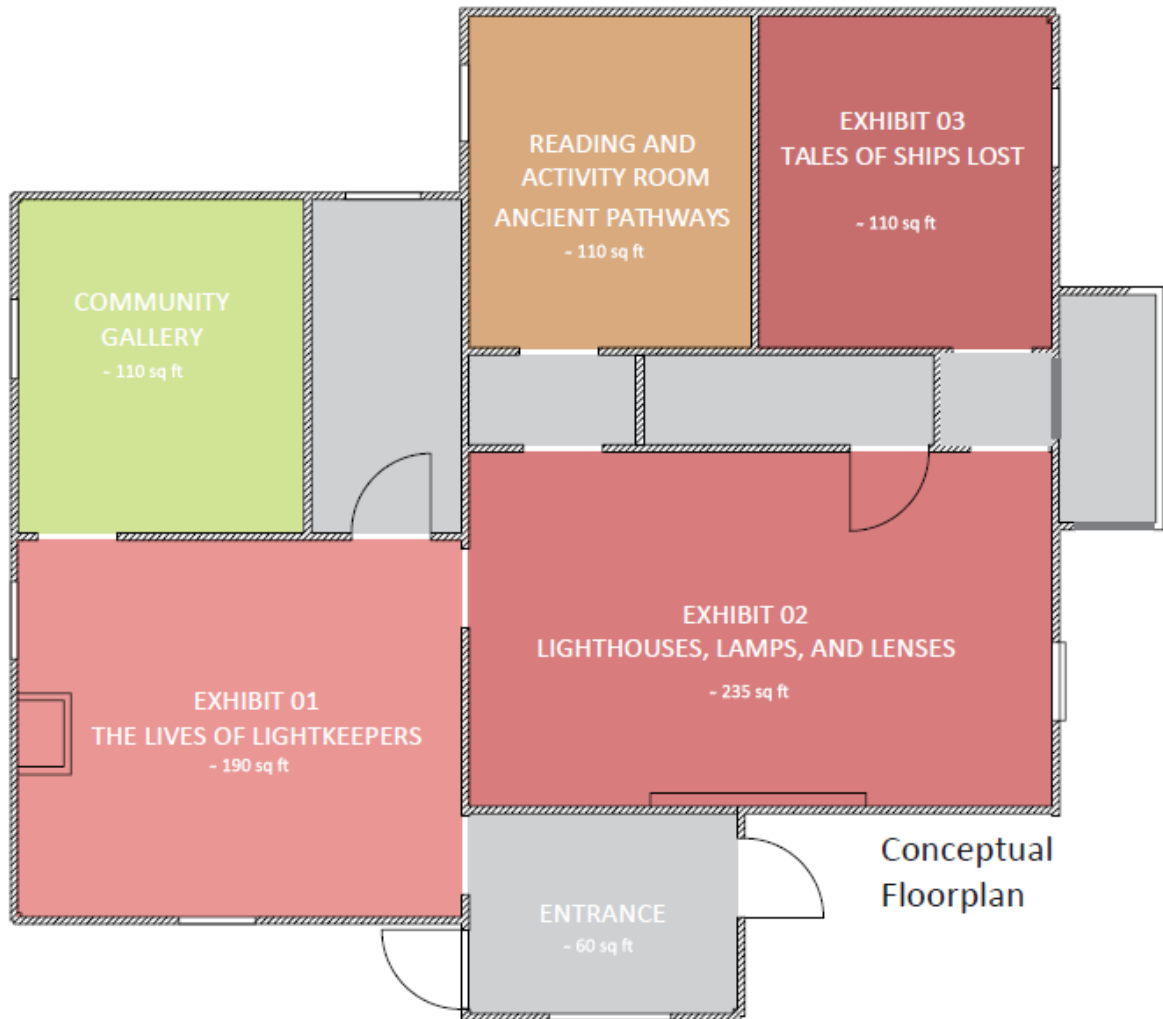 READING AND
ACTIVITY ROOM
ANCIENT PATHWAYS
~ 110 sq ft
EXHIBIT 03
TALES OF SHIPS LOST
~ 110 sq ft
COMMUNITY
GALLERY
~ 110 sq ft
EXHIBIT 02
LIGHTHOUSES, LAMPS, AND LENSES
~ 235 sq ft
EXHIBIT 01
THE LIVES OF LIGHTKEEPERS
~ 190 sq ft
ENTRANCE
~ 60 sq ft
Conceptual
Floorplan